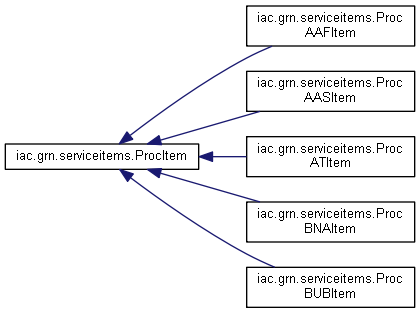 iac.grn.serviceitems.Proc
AAFItem
iac.grn.serviceitems.Proc
AASItem
iac.grn.serviceitems.ProcItem
iac.grn.serviceitems.Proc
ATItem
iac.grn.serviceitems.Proc
BNAItem
iac.grn.serviceitems.Proc
BUBItem